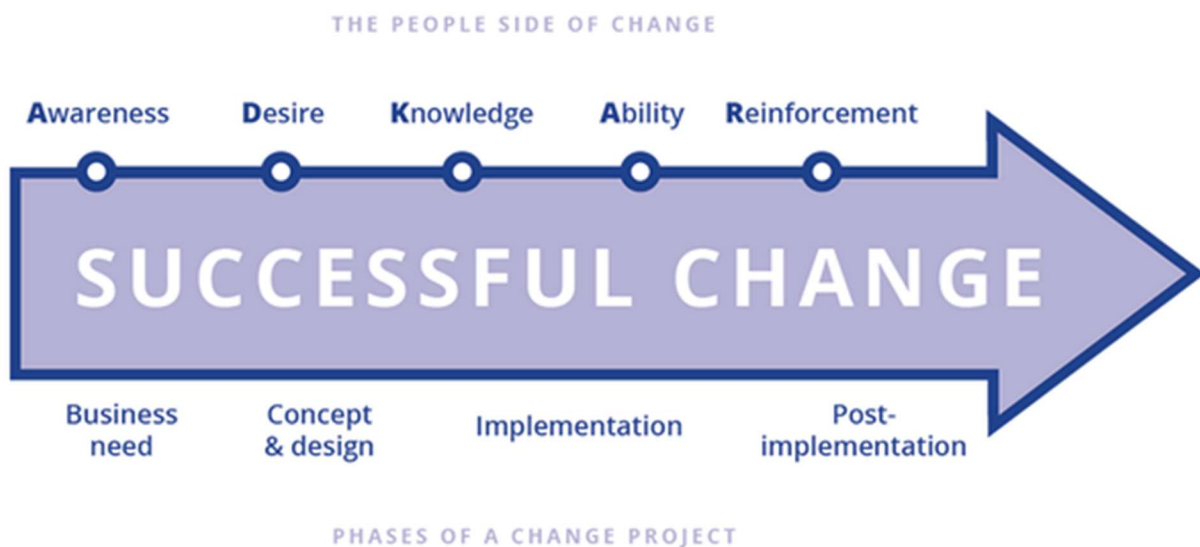 THE PEOPLE SIDE OF CHANGE
Awareness Desire Knowledge Ability Reinforcement
SUCCESSFUL CHANGE
Business
need
Concept
& design
Implementation
Post-
implementation
PHASES OF A CHANGE PROJECT